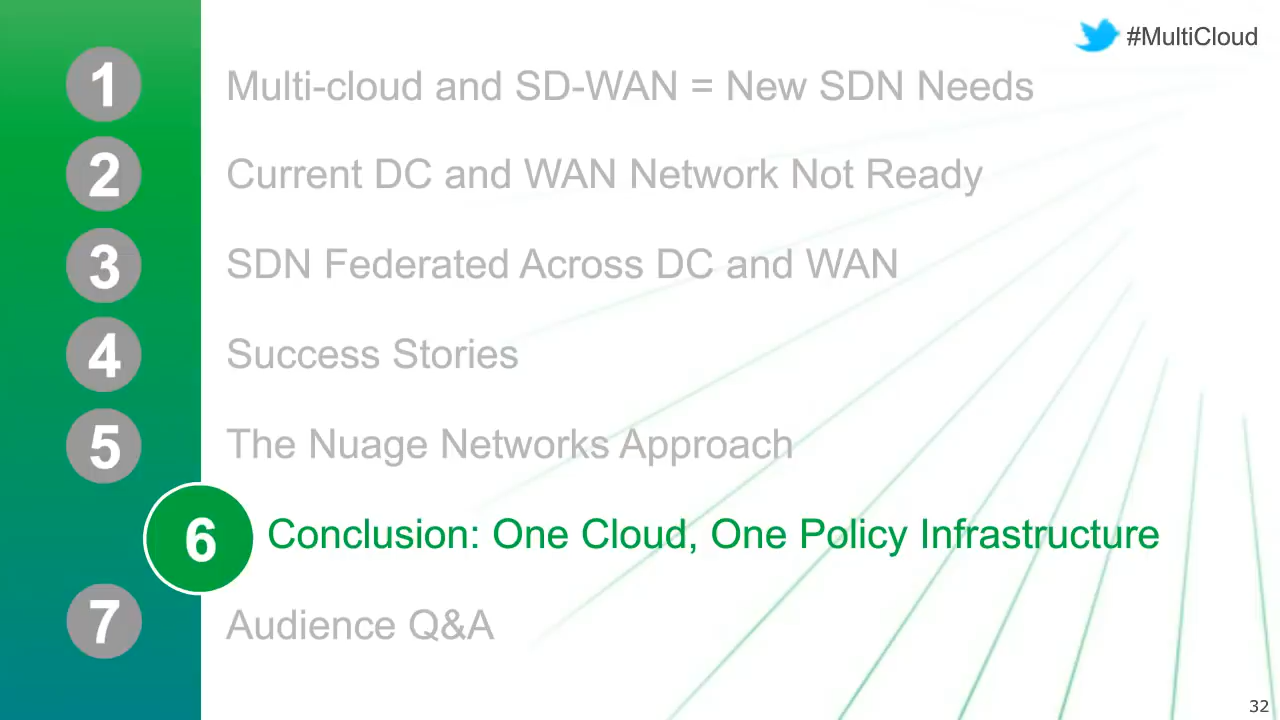 #MultiCloud
1 Multi-cloud and SD-WAN = New SDN Needs
2 Current DC and WAN Network Not Ready
3 SDN Federated Across DC and WAN
4 Success Stories
5 The Nuage Networks Approach
6 Conclusion: One Cloud, One Policy Infrastructure
7 Audience Q&A
32